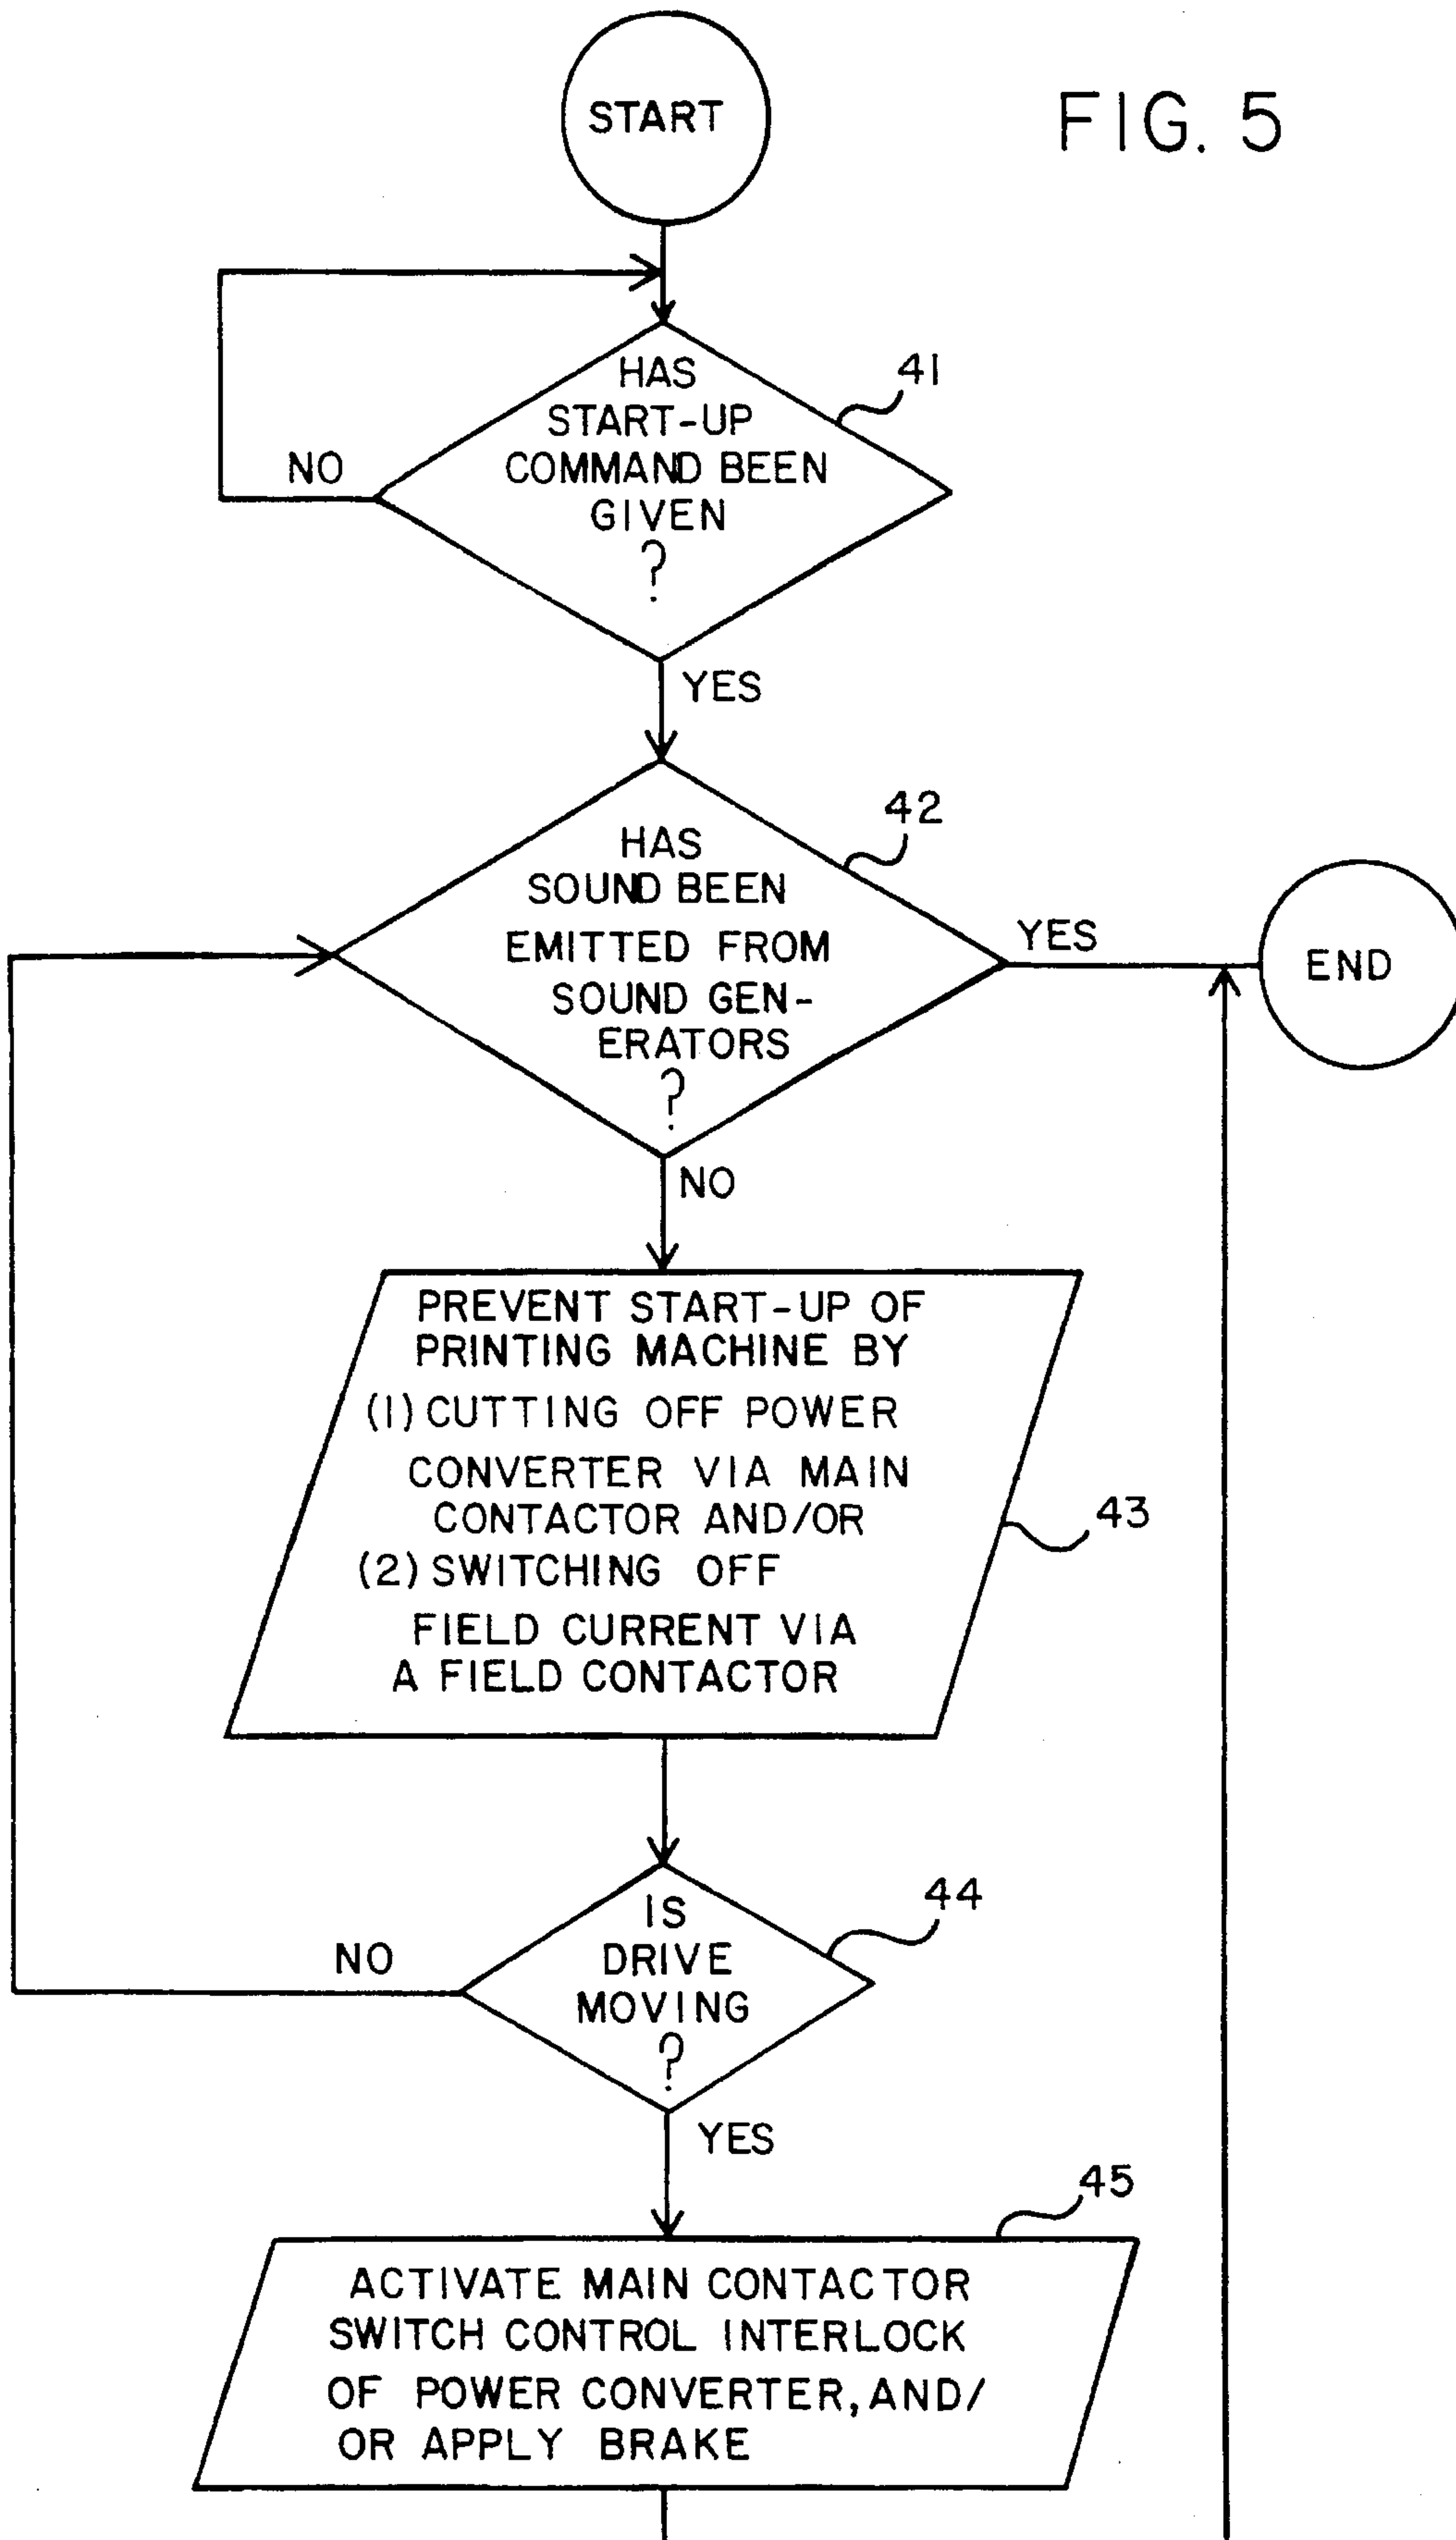 START
FIG. 5
HAS
START-UP
COMMAND BEEN
GIVEN
?
41
NO
YES
HAS
SOUND BEEN
EMITTED FROM
SOUND GEN-
ERATORS
?
42
YES
END
NO
PREVENT START-UP OF
PRINTING MACHINE BY
(1) CUTTING OFF POWER
CONVERTER VIA MAIN
CONTACTOR AND/OR
(2) SWITCHING OFF
FIELD CURRENT VIA
A FIELD CONTACTOR
43
IS
DRIVE
MOVING
?
44
NO
YES
45
ACTIVATE MAIN CONTACTOR
SWITCH CONTROL INTERLOCK
OF POWER CONVERTER, AND/
OR APPLY BRAKE